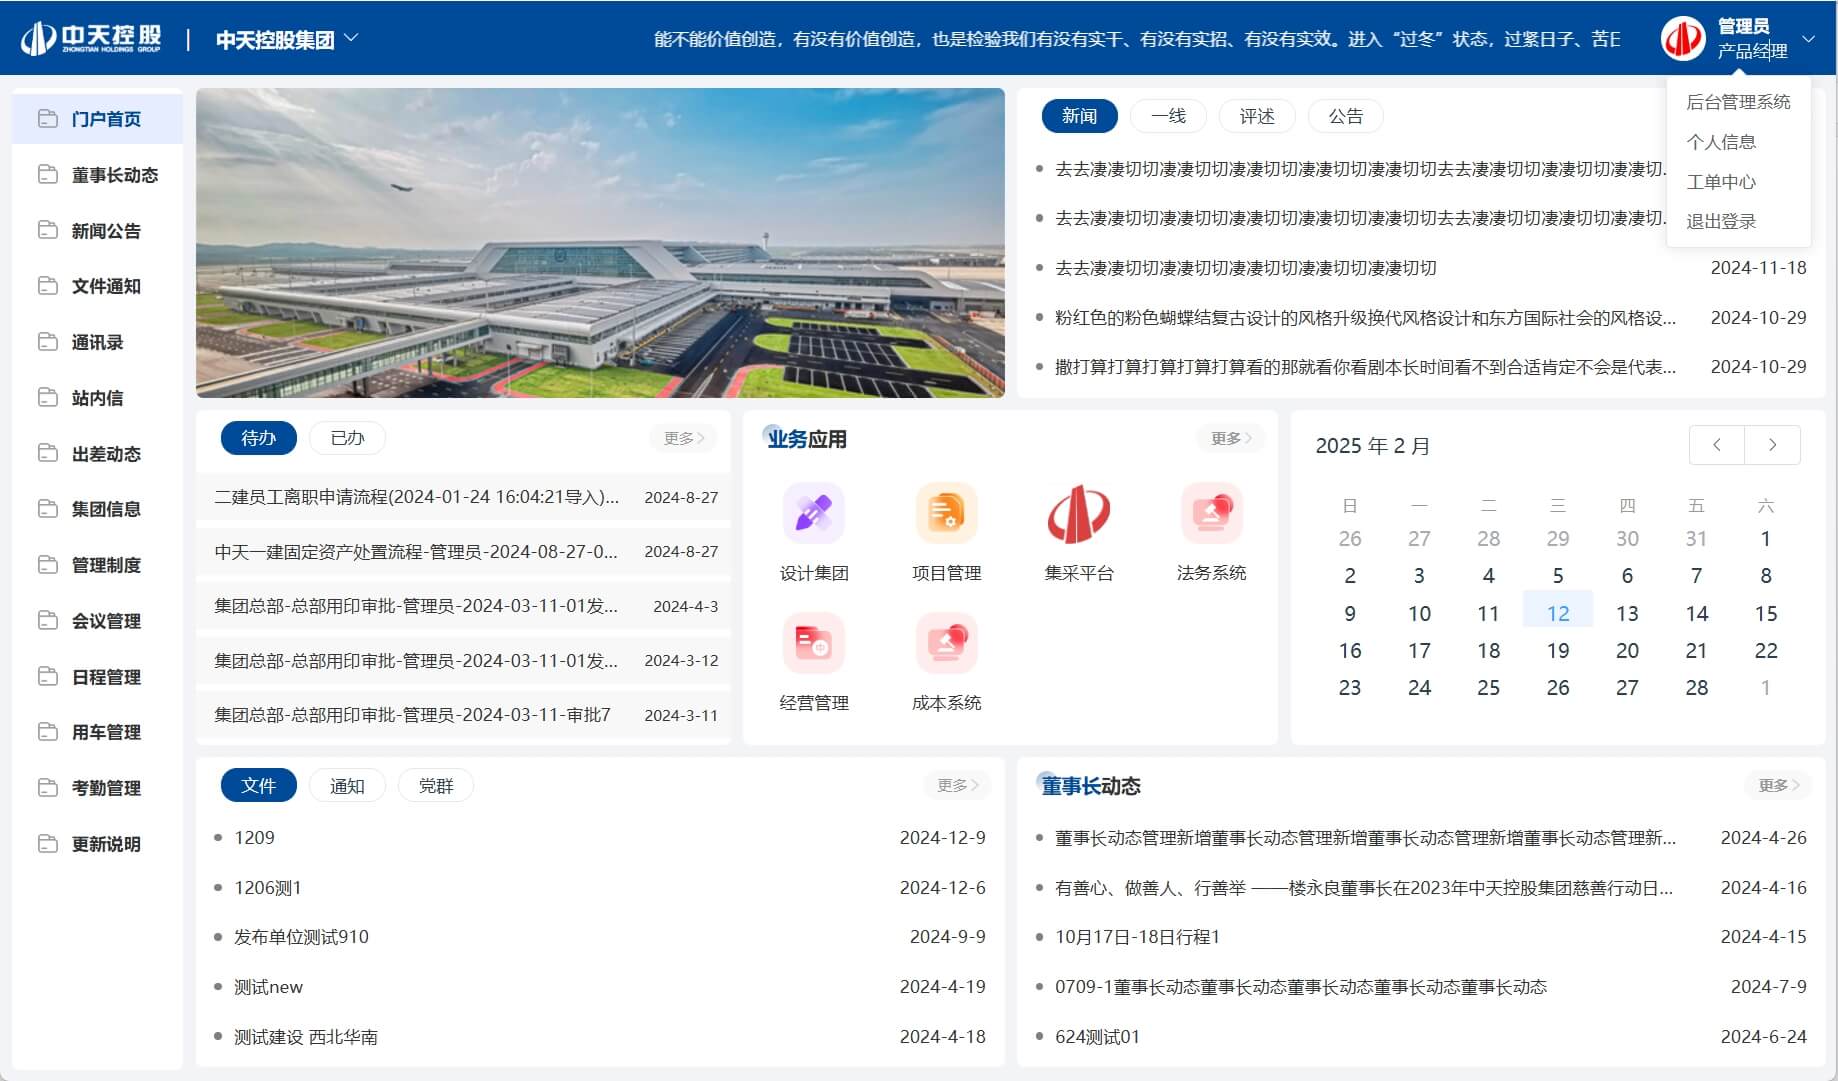 中天控股
ZHONGTIAN HOLDINGS GROUP
中天控股集团
能不能价值创造，有没有价值创造，也是检验我们有没有实干、有没有实招、有没有实效。进入“过冬”状态，过紧日子、苦日
管理员
产品经理
后台管理系统
个人信息
工单中心
退出登录
门户首页
董事长动态
新闻公告
文件通知
通讯录
站内信
出差动态
集团信息
管理制度
会议管理
日程管理
用车管理
考勤管理
更新说明
新闻 一线 评述 公告
去去凄凄切切凄凄切切凄凄切切凄凄切切凄凄切切去去凄凄切切凄凄切切凄凄切...
去去凄凄切切凄凄切切凄凄切切凄凄切切凄凄切切去去凄凄切切凄凄切切凄凄切...
去去凄凄切切凄凄切切凄凄切切凄凄切切凄凄切切 2024-11-18
粉红色的粉色蝴蝶结复古设计的风格升级换代风格设计和东方国际社会的风格设... 2024-10-29
撒打算打算打算打算打算看的那就看你看剧本长时间看不到合适肯定不会是代表... 2024-10-29
待办 已办 更多
二建员工离职申请流程(2024-01-24 16:04:21导入)... 2024-8-27
中天一建固定资产处置流程-管理员-2024-08-27-0... 2024-8-27
集团总部-总部用印审批-管理员-2024-03-11-01发... 2024-4-3
集团总部-总部用印审批-管理员-2024-03-11-01发... 2024-3-12
集团总部-总部用印审批-管理员-2024-03-11-审批7 2024-3-11
业务应用 更多
设计集团 项目管理 集采平台 法务系统
经营管理 成本系统
2025 年 2 月
日 一 二 三 四 五 六
26 27 28 29 30 31 1
2 3 4 5 6 7 8
9 10 11 12 13 14 15
16 17 18 19 20 21 22
23 24 25 26 27 28 1
文件 通知 党群 更多
1209 2024-12-9
1206测1 2024-12-6
发布单位测试910 2024-9-9
测试new 2024-4-19
测试建设 西北华南 2024-4-18
董事长动态 更多
董事长动态管理新增董事长动态管理新增董事长动态管理新增董事长动态管理新... 2024-4-26
有善心、做善人、行善举 ——楼永良董事长在2023年中天控股集团慈善行动日... 2024-4-16
10月17日-18日行程1 2024-4-15
0709-1董事长动态董事长动态董事长动态董事长动态董事长动态 2024-7-9
624测试01 2024-6-24